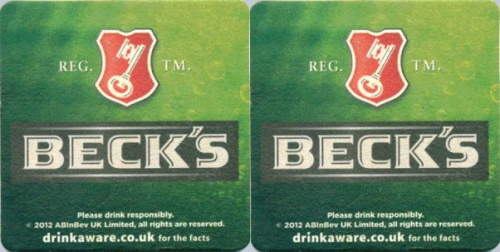 REG. TM.
BECK'S
Please drink responsibly.
© 2012 ABInBev UK Limited, all rights are reserved.
drinkaware.co.uk for the facts
REG. TM.
BECK'S
Please drink responsibly.
© 2012 ABInBev UK Limited, all rights are reserved.
drinkaware.co.uk for the facts